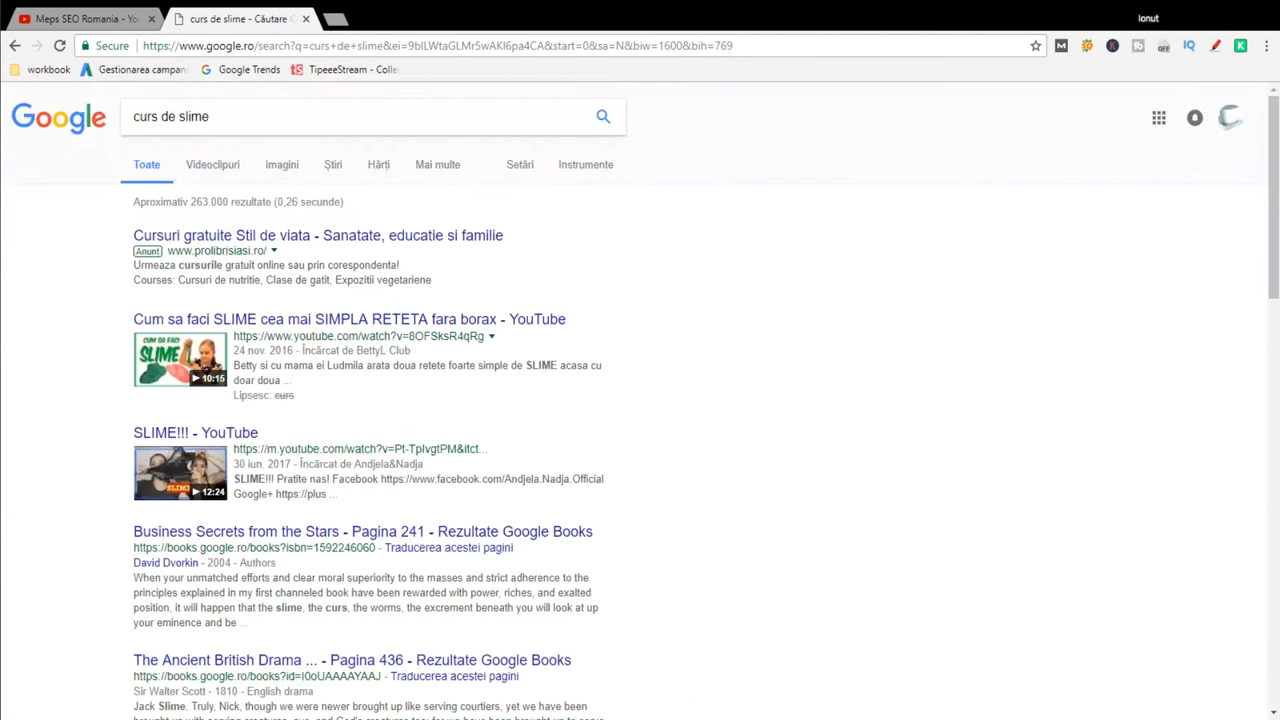 Meps SEO Romania - Yo
curs de slime - Căutare G
Ionut
Secure
https://www.google.ro/search?q=curs+de+slime&ei=9bILWtaGLMr5wAKl6pa4CA&start=0&sa=N&biw=1600&bih=769
workbook
Gestionarea campan
Google Trends
TipeeeStream - Colle
Google
curs de slime
Toate
Videoclipuri
Imagini
Știri
Hărți
Mai multe
Setări
Instrumente
Aproximativ 263.000 rezultate (0,26 secunde)
Cursuri gratuite Stil de viata - Sanatate, educatie si familie
Anunt www.prolibrisiasi.ro/
Urmeaza cursurile gratuit online sau prin corespondenta!
Courses: Cursuri de nutritie, Clase de gatit, Expozitii vegetariene
Cum sa faci SLIME cea mai SIMPLA RETETA fara borax - YouTube
https://www.youtube.com/watch?v=8OFSksR4qRg
24 nov. 2016 - Încărcat de BettyL Club
Betty si cu mama ei Ludmila arata doua retete foarte simple de SLIME acasa cu
doar doua ...
Lipsesc: curs
CUM SA FACI
SLIME
10:15
SLIME!!! - YouTube
https://m.youtube.com/watch?v=Pt-TpIvgtPM&itct...
30 iun. 2017 - Încărcat de Andjela&Nadja
SLIME!!! Pratite nas! Facebook https://www.facebook.com/Andjela.Nadja.Official
Google+ https://plus ...
SLIME
12:24
Business Secrets from the Stars - Pagina 241 - Rezultate Google Books
https://books.google.ro/books?isbn=1592246060 - Traducerea acestei pagini
David Dvorkin - 2004 - Authors
When your unmatched efforts and clear moral superiority to the masses and strict adherence to the
principles explained in my first channeled book have been rewarded with power, riches, and exalted
position, it will happen that the slime, the curs, the worms, the excrement beneath you will look at up
your eminence and be ...
The Ancient British Drama ... - Pagina 436 - Rezultate Google Books
https://books.google.ro/books?id=I0oUAAAAYAAJ - Traducerea acestei pagini
Sir Walter Scott - 1810 - English drama
Jack Slime. Truly, Nick, though we were never brought up like serving courtiers, yet we have been